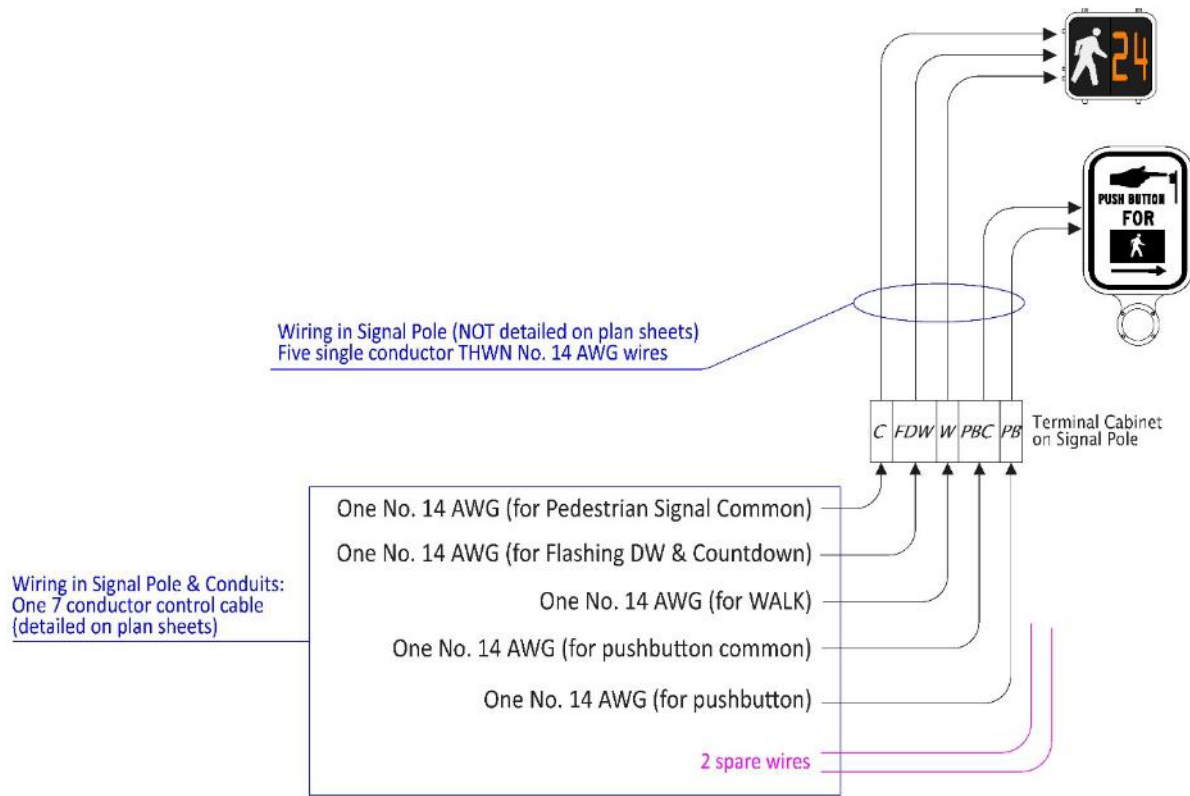 24
PUSH BUTTON
FOR
Wiring in Signal Pole (NOT detailed on plan sheets)
Five single conductor THWN No. 14 AWG wires
C FDW W PBC PB
Terminal Cabinet
on Signal Pole
One No. 14 AWG (for Pedestrian Signal Common)
One No. 14 AWG (for Flashing DW & Countdown)
One No. 14 AWG (for WALK)
One No. 14 AWG (for pushbutton common)
One No. 14 AWG (for pushbutton)
2 spare wires
Wiring in Signal Pole & Conduits:
One 7 conductor control cable
(detailed on plan sheets)